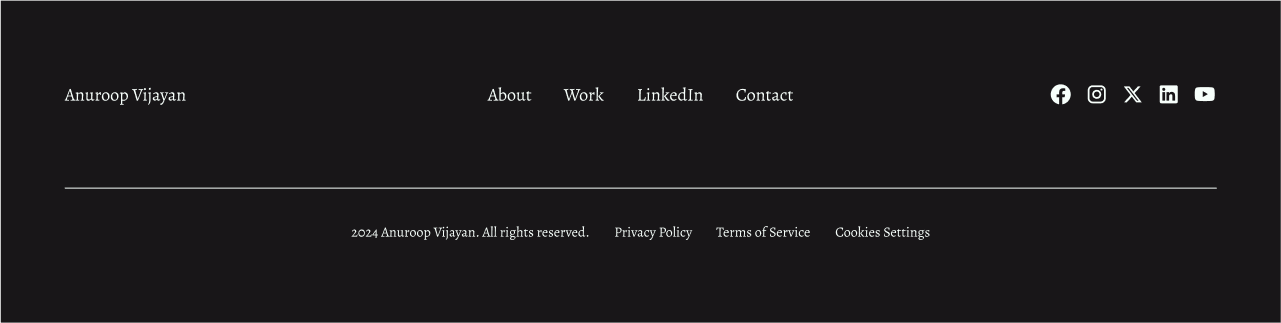 Anuroop Vijayan About Work LinkedIn Contact
2024 Anuroop Vijayan. All rights reserved. Privacy Policy Terms of Service Cookies Settings